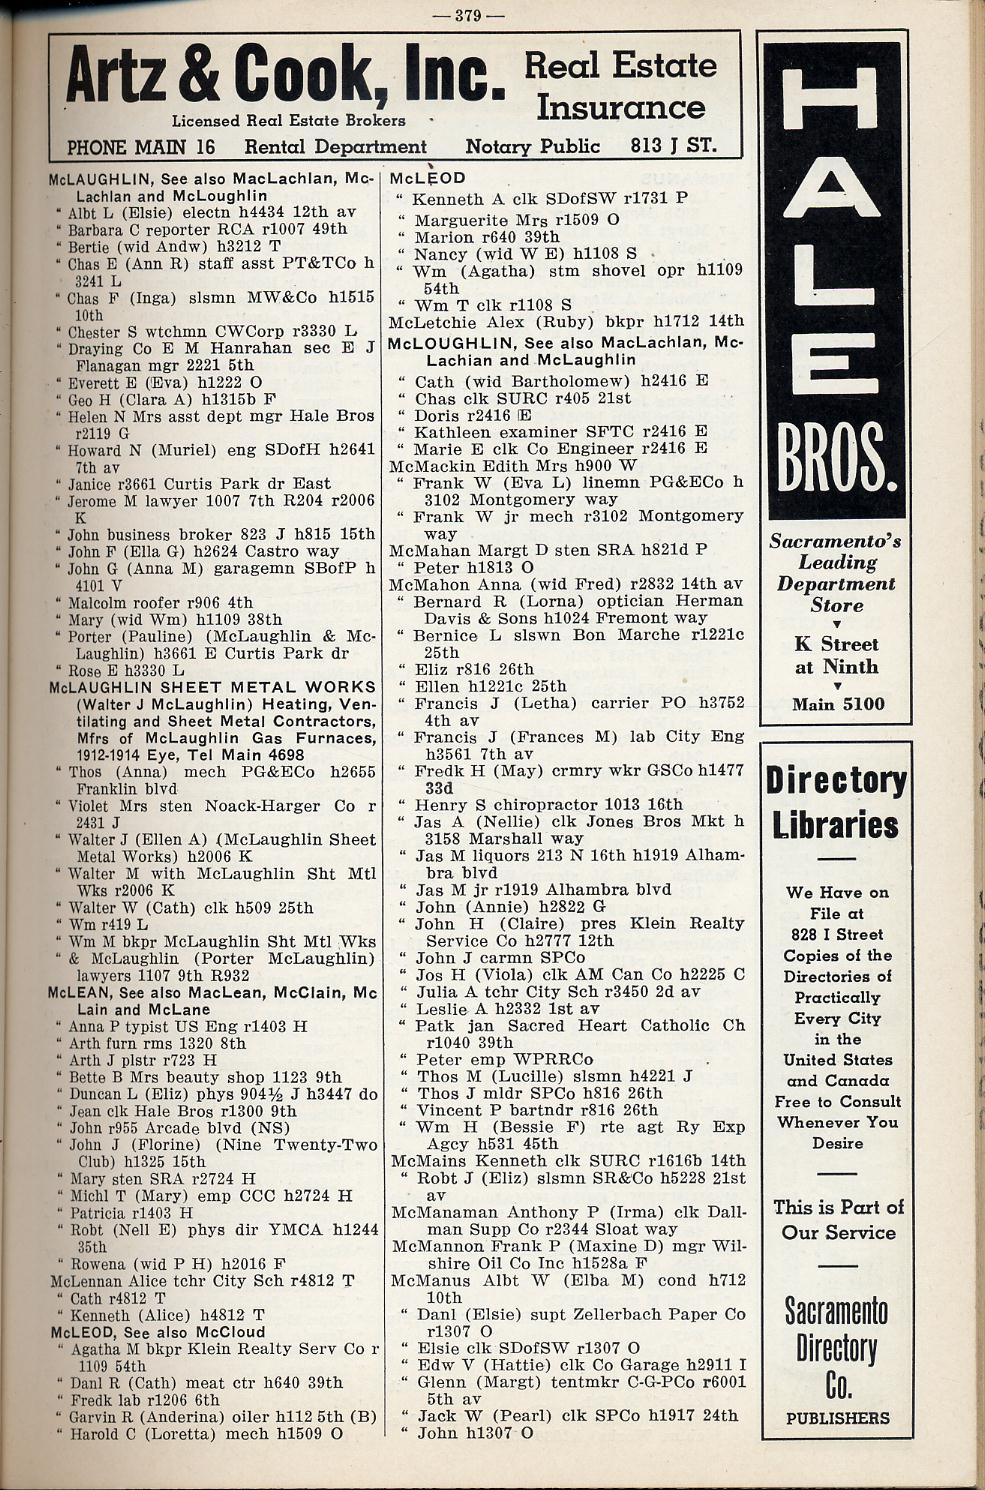 — 379 —
Artz & Cook, Inc.
Real Estate
Insurance
Licensed Real Estate Brokers
PHONE MAIN 16 Rental Department Notary Public 813 J ST.
McLAUGHLIN, See also MacLachlan, Mc-
Lachlan and McLoughlin
" Albt L (Elsie) electn h4434 12th av
" Barbara C reporter RCA r1007 49th
" Bertie (wid Andw) h3212 T
" Chas E (Ann R) staff asst PT&TCo h
3241 L
" Chas F (Inga) slsmn MW&Co h1515
10th
" Chester S wtchmn CWCorp r3330 L
" Draying Co E M Hanrahan sec E J
Flanagan mgr 2221 5th
" Everett E (Eva) h1222 O
" Geo H (Clara A) h1315b F
" Helen N Mrs asst dept mgr Hale Bros
r2119 G
" Howard N (Muriel) eng SDofH h2641
7th av
" Janice r3661 Curtis Park dr East
" Jerome M lawyer 1007 7th R204 r2006
K
" John business broker 823 J h815 15th
" John F (Ella G) h2624 Castro way
" John G (Anna M) garagemn SBofP h
4101 V
" Malcolm roofer r906 4th
" Mary (wid Wm) h1109 38th
" Porter (Pauline) (McLaughlin & Mc-
Laughlin) h3661 E Curtis Park dr
" Rose E h3330 L
McLAUGHLIN SHEET METAL WORKS
(Walter J McLaughlin) Heating, Ven-
tilating and Sheet Metal Contractors,
Mfrs of McLaughlin Gas Furnaces,
1912-1914 Eye, Tel Main 4698
" Thos (Anna) mech PG&ECo h2655
Franklin blvd
" Violet Mrs sten Noack-Harger Co r
2431 J
" Walter J (Ellen A) (McLaughlin Sheet
Metal Works) h2006 K
" Walter M with McLaughlin Sht Mtl
Wks r2006 K
" Walter W (Cath) clk h509 25th
" Wm r419 L
" Wm M bkpr McLaughlin Sht Mtl Wks
" & McLaughlin (Porter McLaughlin)
lawyers 1107 9th R932
McLEAN, See also MacLean, McClain, Mc
Lain and McLane
" Anna P typist US Eng r1403 H
" Arth furn rms 1320 8th
" Arth J plstr r723 H
" Bette B Mrs beauty shop 1123 9th
" Duncan L (Eliz) phys 904½ J h3447 do
" Jean clk Hale Bros r1300 9th
" John r955 Arcade blvd (NS)
" John J (Florine) (Nine Twenty-Two
Club) h1325 15th
" Mary sten SRA r2724 H
" Michl T (Mary) emp CCC h2724 H
" Patricia r1403 H
" Robt (Nell E) phys dir YMCA h1244
35th
" Rowena (wid P H) h2016 F
McLennan Alice tchr City Sch r4812 T
" Cath r4812 T
" Kenneth (Alice) h4812 T
McLEOD, See also McCloud
" Agatha M bkpr Klein Realty Serv Co r
1109 54th
" Danl R (Cath) meat ctr h640 39th
" Fredk lab r1206 6th
" Garvin R (Anderina) oiler h112 5th (B)
" Harold C (Loretta) mech h1509 O
McLEOD
" Kenneth A clk SDofSW r1731 P
" Marguerite Mrs r1509 O
" Marion r640 39th
" Nancy (wid W E) h1108 S
" Wm (Agatha) stm shovel opr h1109
54th
" Wm T clk r1108 S
McLetchie Alex (Ruby) bkpr h1712 14th
McLOUGHLIN, See also MacLachlan, Mc-
Lachian and McLaughlin
" Cath (wid Bartholomew) h2416 E
" Chas clk SURC r405 21st
" Doris r2416 E
" Kathleen examiner SFTC r2416 E
" Marie E clk Co Engineer r2416 E
McMackin Edith Mrs h900 W
" Frank W (Eva L) linemn PG&ECo h
3102 Montgomery way
" Frank W jr mech r3102 Montgomery
way
McMahan Margt D sten SRA h821d P
" Peter h1813 O
McMahon Anna (wid Fred) r2832 14th av
" Bernard R (Lorna) optician Herman
Davis & Sons h1024 Fremont way
" Bernice L slswn Bon Marche r1221c
25th
" Eliz r816 26th
" Ellen h1221c 25th
" Francis J (Letha) carrier PO h3752
4th av
" Francis J (Frances M) lab City Eng
h3561 7th av
" Fredk H (May) crmry wkr GSCo h1477
33d
" Henry S chiropractor 1013 16th
" Jas A (Nellie) clk Jones Bros Mkt h
3158 Marshall way
" Jas M liquors 213 N 16th h1919 Alham-
bra blvd
" Jas M jr r1919 Alhambra blvd
" John (Annie) h2822 G
" John H (Claire) pres Klein Realty
Service Co h2777 12th
" John J carmn SPCo
" Jos H (Viola) clk AM Can Co h2225 C
" Julia A tchr City Sch r3450 2d av
" Leslie A h2332 1st av
" Patk jan Sacred Heart Catholic Ch
r1040 39th
" Peter emp WPRRCo
" Thos M (Lucille) slsmn h4221 J
" Thos J mldr SPCo h816 26th
" Vincent P bartndr r816 26th
" Wm H (Bessie F) rte agt Ry Exp
Agcy h531 45th
McMains Kenneth clk SURC r1616b 14th
" Robt J (Eliz) slsmn SR&Co h5228 21st
av
McManaman Anthony P (Irma) clk Dall-
man Supp Co r2344 Sloat way
McMannon Frank P (Maxine D) mgr Wil-
shire Oil Co Inc h1528a F
McManus Albt W (Elba M) cond h712
10th
" Danl (Elsie) supt Zellerbach Paper Co
r1307 O
" Elsie clk SDofSW r1307 O
" Edw V (Hattie) clk Co Garage h2911 I
" Glenn (Margt) tentmkr C-G-PCo r6001
5th av
" Jack W (Pearl) clk SPCo h1917 24th
" John h1307 O
HALE
BROS.
Sacramento's
Leading
Department
Store
K Street
at Ninth
Main 5100
Directory
Libraries
We Have on
File at
828 I Street
Copies of the
Directories of
Practically
Every City
in the
United States
and Canada
Free to Consult
Whenever You
Desire
This is Part of
Our Service
Sacramento
Directory
Co.
PUBLISHERS